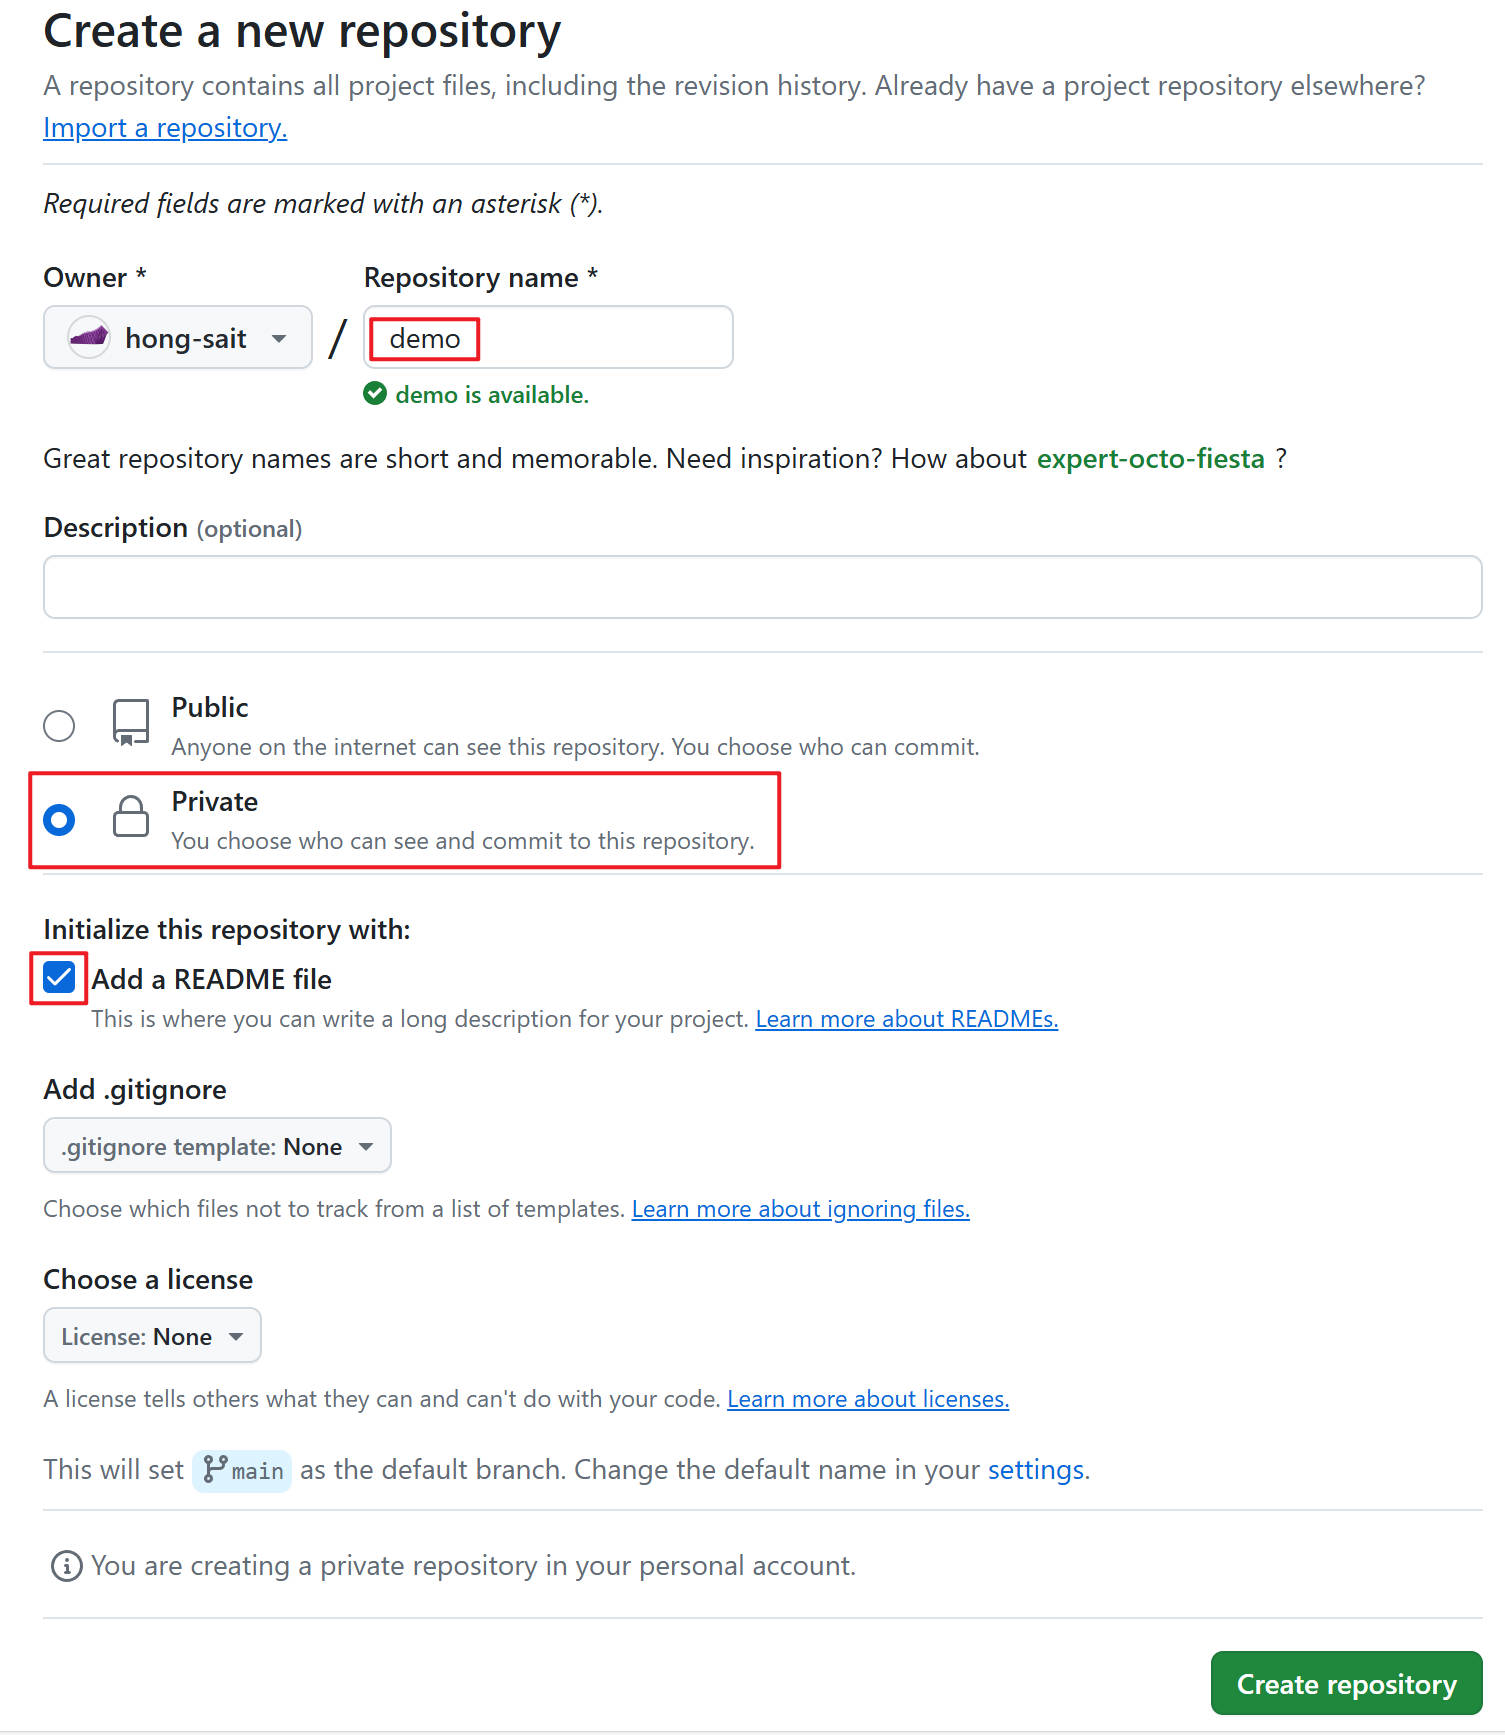 Create a new repository
A repository contains all project files, including the revision history. Already have a project repository elsewhere?
Import a repository.
Required fields are marked with an asterisk (*).
Owner *
Repository name *
hong-sait
/
demo
demo is available.
Great repository names are short and memorable. Need inspiration? How about expert-octo-fiesta ?
Description (optional)
Public
Anyone on the internet can see this repository. You choose who can commit.
Private
You choose who can see and commit to this repository.
Initialize this repository with:
Add a README file
This is where you can write a long description for your project. Learn more about READMEs.
Add .gitignore
.gitignore template: None
Choose which files not to track from a list of templates. Learn more about ignoring files.
Choose a license
License: None
A license tells others what they can and can't do with your code. Learn more about licenses.
This will set main as the default branch. Change the default name in your settings.
You are creating a private repository in your personal account.
Create repository